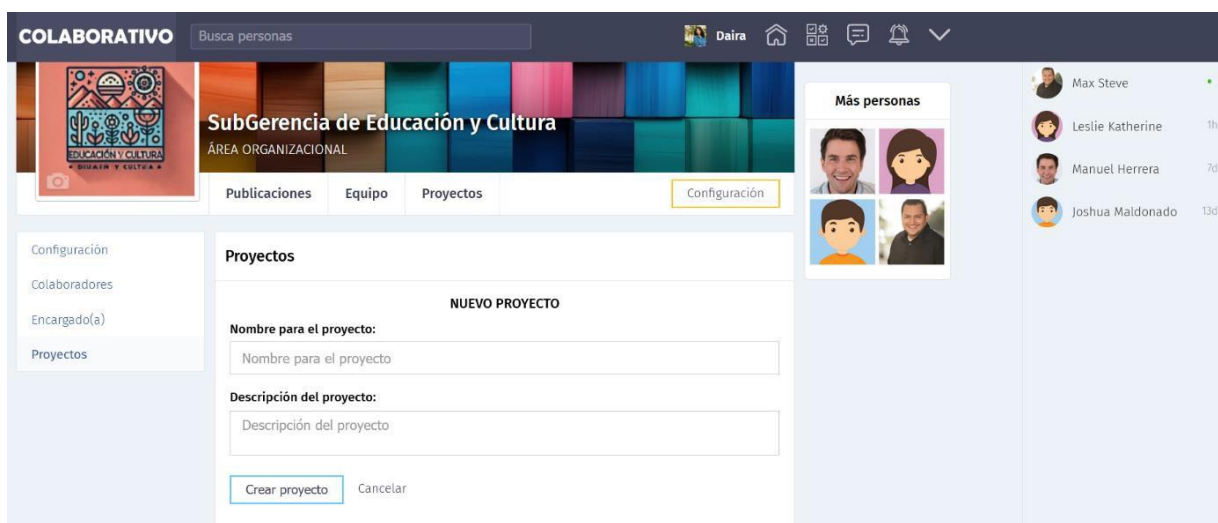 COLABORATIVO
Busca personas
Daira
EDUCACIÓN Y CULTURA
SubGerencia de Educación y Cultura
ÁREA ORGANIZACIONAL
Publicaciones Equipo Proyectos Configuración
Configuración
Colaboradores
Encargado(a)
Proyectos
Proyectos
NUEVO PROYECTO
Nombre para el proyecto:
Nombre para el proyecto
Descripción del proyecto:
Descripción del proyecto
Crear proyecto Cancelar
Más personas
Max Steve
Leslie Katherine 1h
Manuel Herrera 7d
Joshua Maldonado 13d